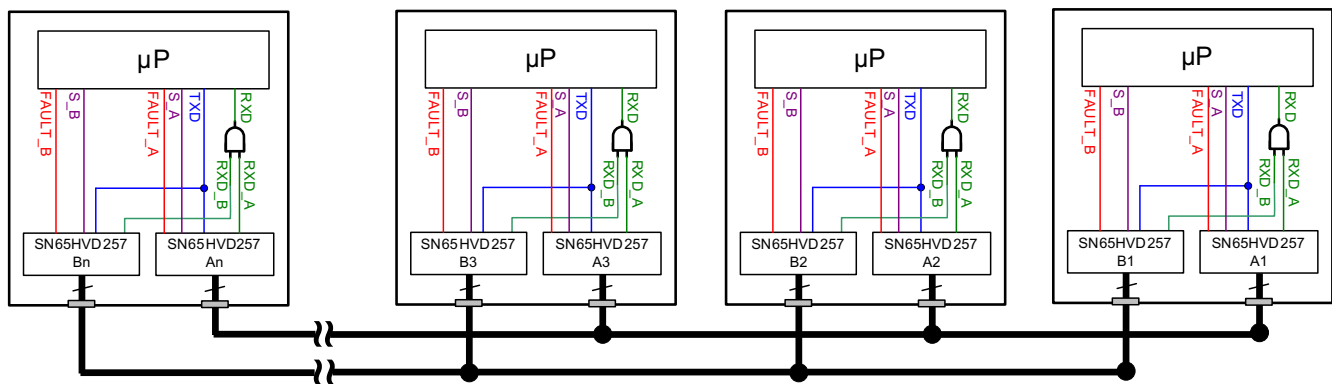 µP
FAULT_B
S_B
FAULT_A
S_A
TXD
RXD
RXD_B
RXD_A
SN65HVD257
Bn
SN65HVD257
An
µP
FAULT_B
S_B
FAULT_A
S_A
TXD
RXD
RXD_B
RXD_A
SN65HVD257
B3
SN65HVD257
A3
µP
FAULT_B
S_B
FAULT_A
S_A
TXD
RXD
RXD_B
RXD_A
SN65HVD257
B2
SN65HVD257
A2
µP
FAULT_B
S_B
FAULT_A
S_A
TXD
RXD
RXD_B
RXD_A
SN65HVD257
B1
SN65HVD257
A1